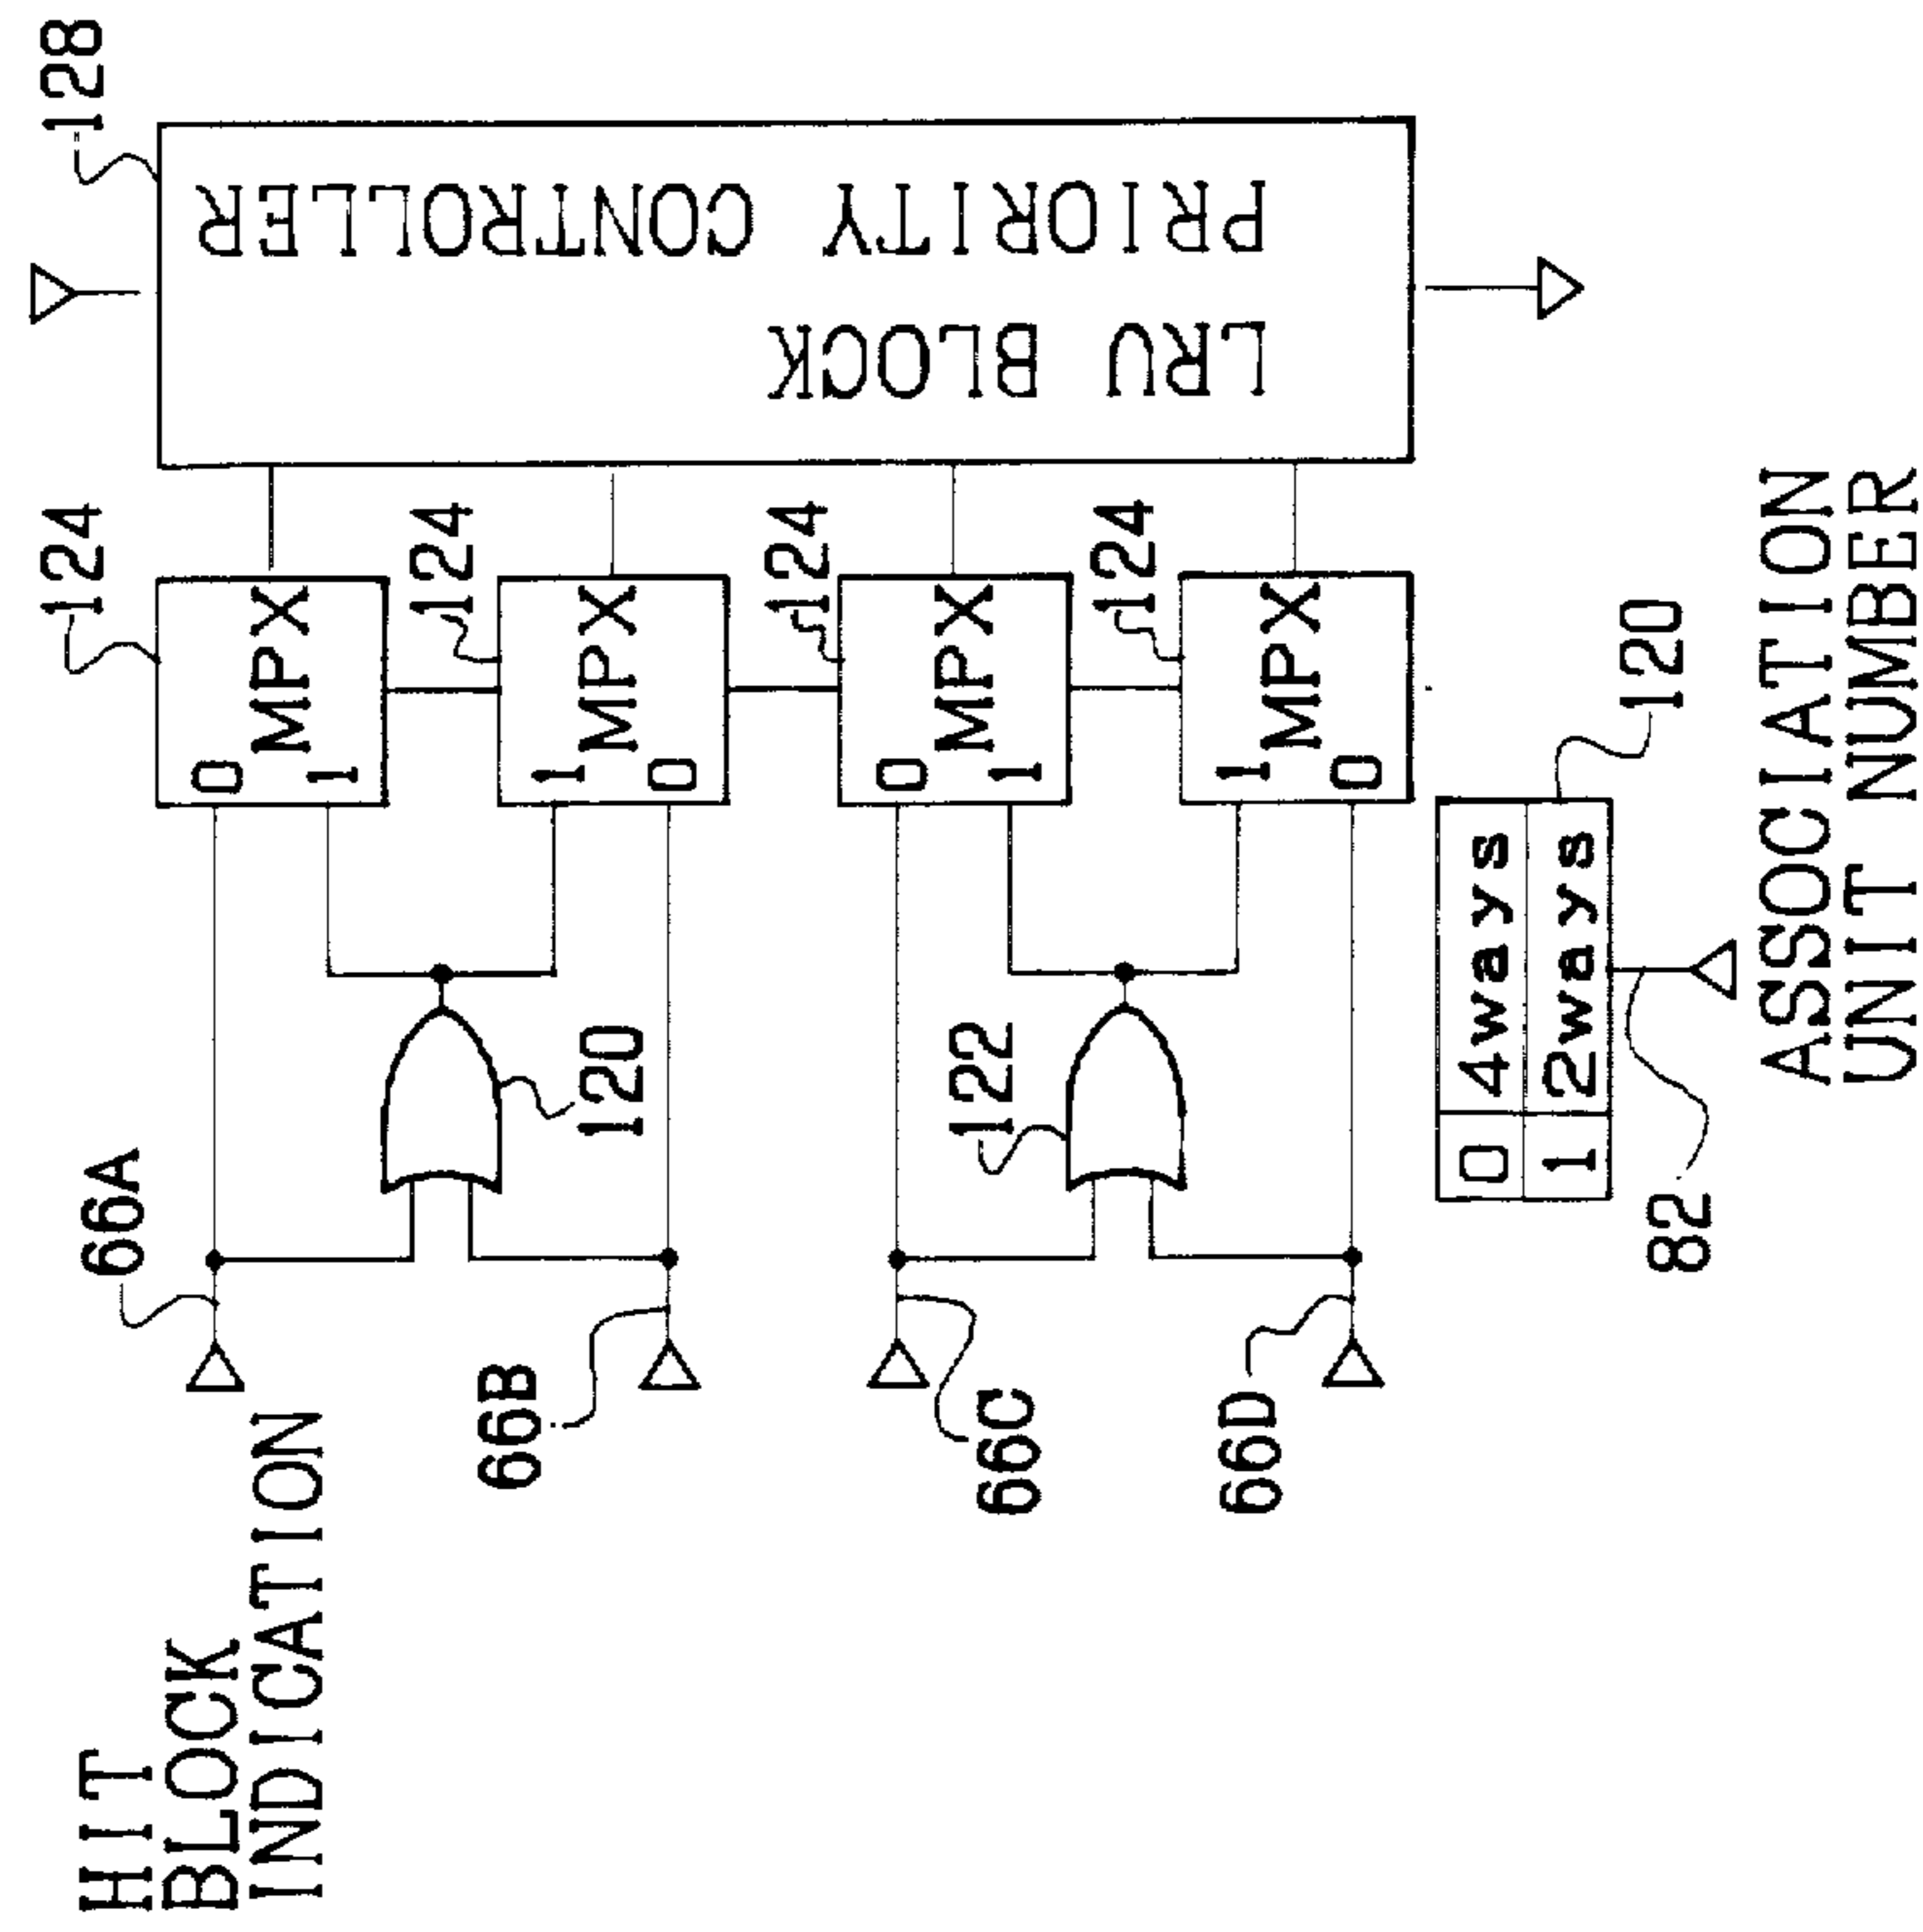 HIT
BLOCK
INDICATION
66A
66B
66C
66D
120
122
0
1
MPX
124
1
0
MPX
124
0
1
MPX
124
1
0
MPX
124
LRU BLOCK
PRIORITY CONTROLLER
128
0 4ways
1 2ways
120
82
ASSOCIATION
UNIT NUMBER